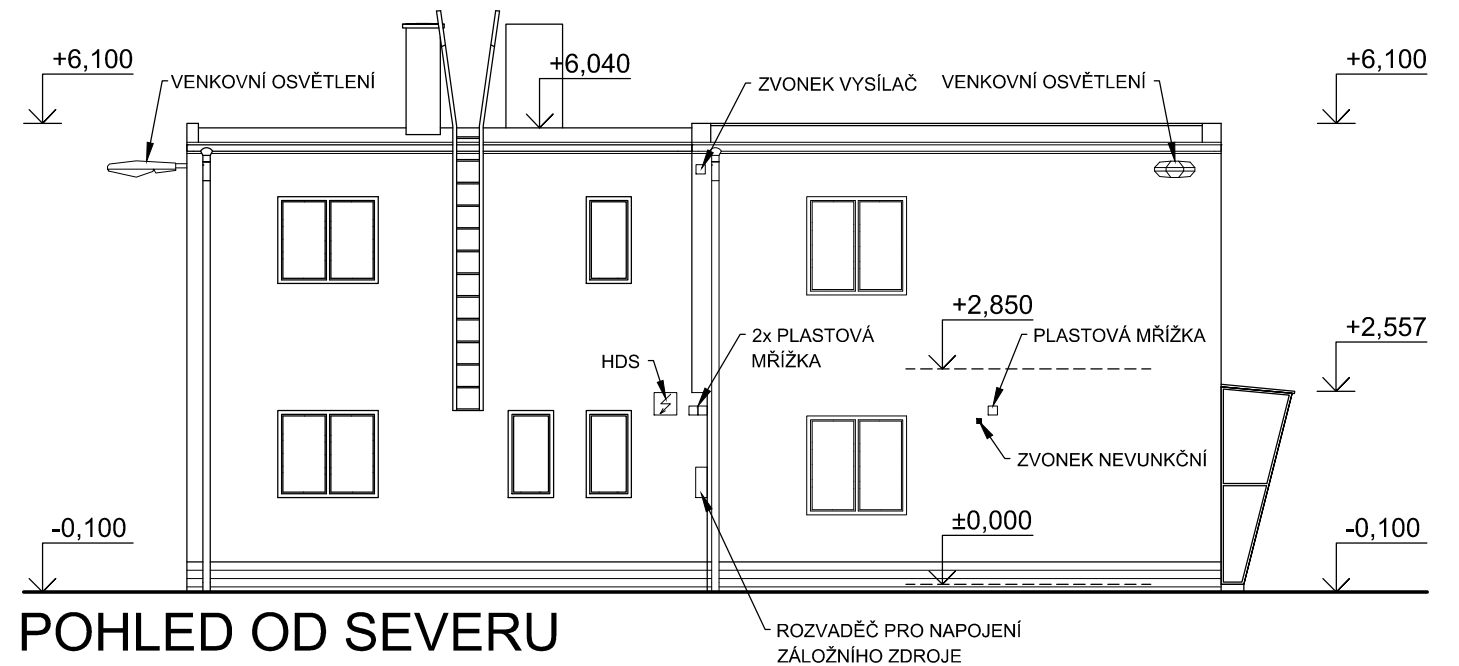 +6,100
VENKOVNÍ OSVĚTLENÍ
+6,040
ZVONEK VYSÍLAČ
VENKOVNÍ OSVĚTLENÍ
+6,100
+2,850
+2,557
HDS
2x PLASTOVÁ
MŘÍŽKA
PLASTOVÁ MŘÍŽKA
ZVONEK NEVUNKČNÍ
-0,100
±0,000
-0,100
POHLED OD SEVERU
ROZVADĚČ PRO NAPOJENÍ
ZÁLOŽNÍHO ZDROJE